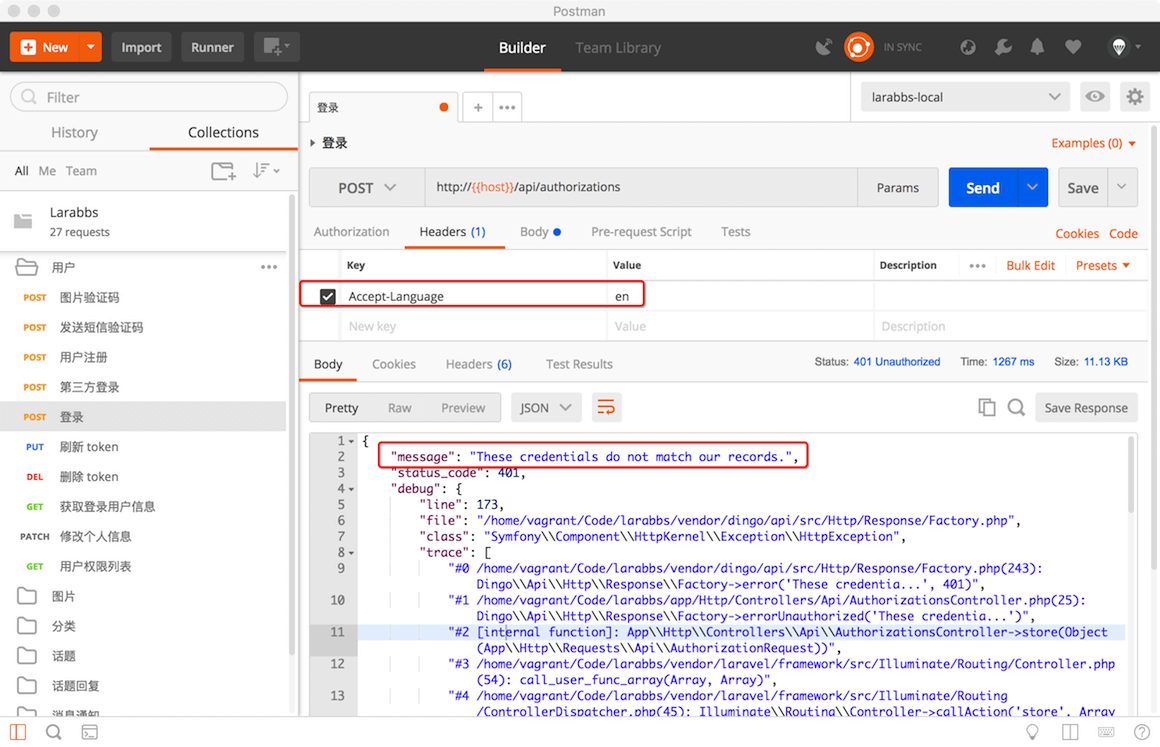 Postman
New
Import
Runner
Builder
Team Library
IN SYNC
Filter
History
Collections
All Me Team
Larabbs
27 requests
用户
POST 图片验证码
POST 发送短信验证码
POST 用户注册
POST 第三方登录
POST 登录
PUT 刷新 token
DEL 删除 token
GET 获取登录用户信息
PATCH 修改个人信息
GET 用户权限列表
图片
分类
话题
话题回复
消息通知
登录
+
•••
larabbs-local
登录
Examples (0)
POST
http://{{host}}/api/authorizations
Params
Send
Save
Authorization
Headers (1)
Body
Pre-request Script
Tests
Cookies Code
Key Value Description ••• Bulk Edit Presets
Accept-Language en
New key Value Description
Body Cookies Headers (6) Test Results
Status: 401 Unauthorized Time: 1267 ms Size: 11.13 KB
Pretty Raw Preview JSON Save Response
1 {
2 "message": "These credentials do not match our records.",
3 "status_code": 401,
4 "debug": {
5 "line": 173,
6 "file": "/home/vagrant/Code/larabbs/vendor/dingo/api/src/Http/Response/Factory.php",
7 "class": "Symfony\\Component\\HttpKernel\\Exception\\HttpException",
8 "trace": [
9 "#0 /home/vagrant/Code/larabbs/vendor/dingo/api/src/Http/Response/Factory.php(243):
Dingo\\Api\\Http\\Response\\Factory->error('These credentia...', 401)",
10 "#1 /home/vagrant/Code/larabbs/app/Http/Controllers/Api/AuthorizationsController.php(25):
Dingo\\Api\\Http\\Response\\Factory->errorUnauthorized('These credentia...')",
11 "#2 [internal function]: App\\Http\\Controllers\\Api\\AuthorizationsController->store(Object
(App\\Http\\Requests\\Api\\AuthorizationRequest))",
12 "#3 /home/vagrant/Code/larabbs/vendor/laravel/framework/src/Illuminate/Routing/Controller.php
(54): call_user_func_array(Array, Array)",
13 "#4 /home/vagrant/Code/larabbs/vendor/laravel/framework/src/Illuminate/Routing
/ControllerDispatcher.php(45): Illuminate\\Routing\\Controller->callAction('store', Array